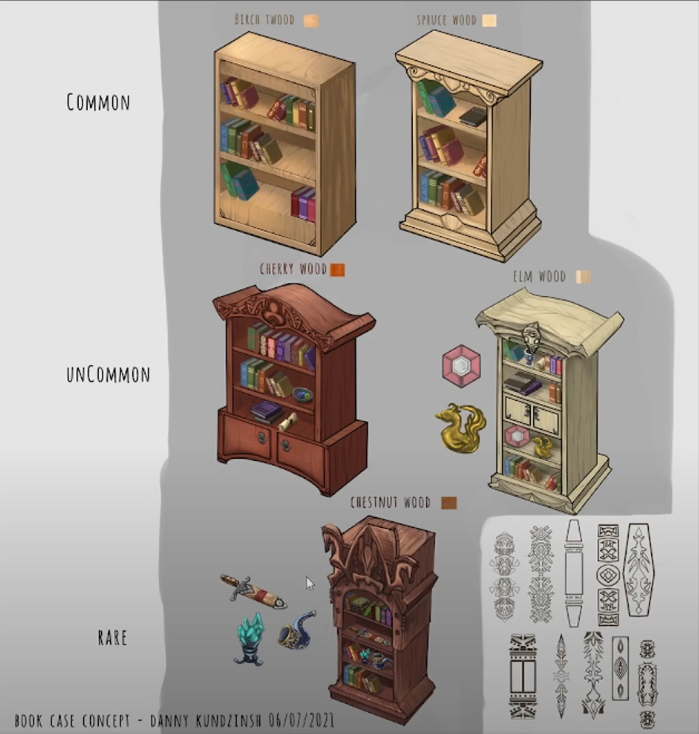 BIRCH TWOOD
SPRUCE WOOD
COMMON
CHERRY WOOD
ELM WOOD
UNCOMMON
CHESTNUT WOOD
RARE
BOOK CASE CONCEPT - DANNY KUNDZINSH 06/07/2021